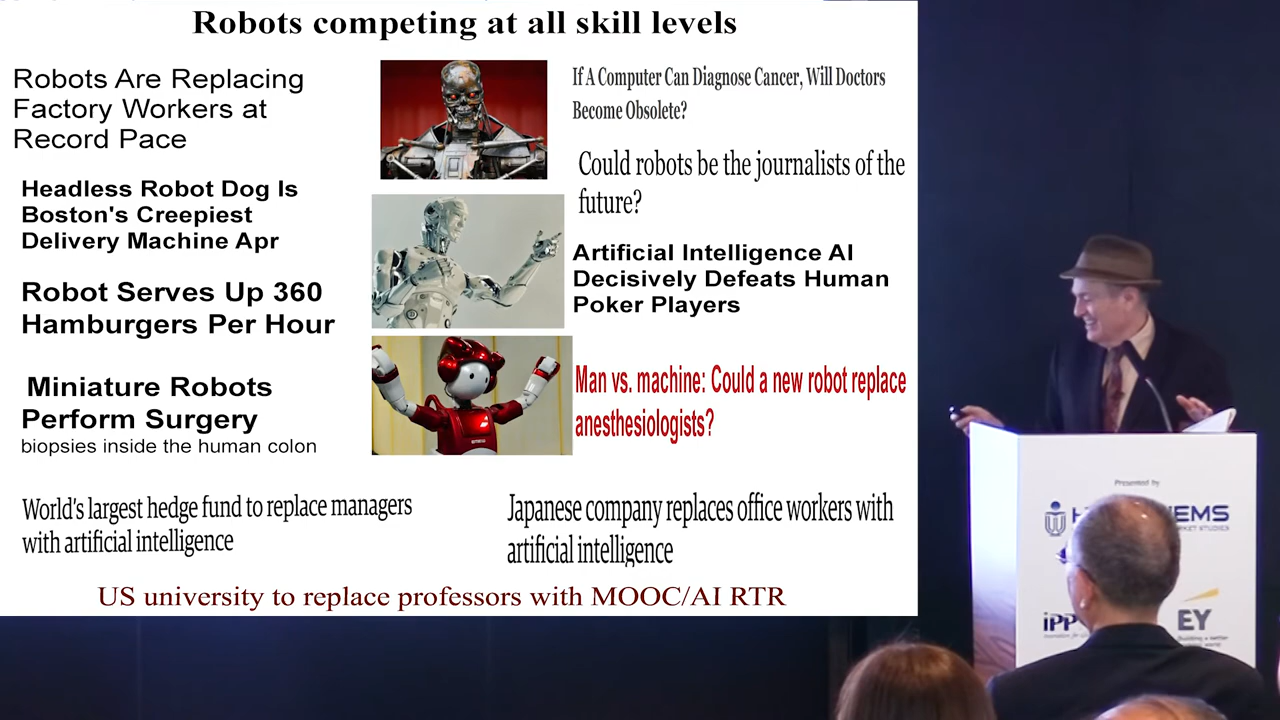 Robots competing at all skill levels
Robots Are Replacing
Factory Workers at
Record Pace
Headless Robot Dog Is
Boston's Creepiest
Delivery Machine Apr
Robot Serves Up 360
Hamburgers Per Hour
Miniature Robots
Perform Surgery
biopsies inside the human colon
If A Computer Can Diagnose Cancer, Will Doctors
Become Obsolete?
Could robots be the journalists of the
future?
Artificial Intelligence AI
Decisively Defeats Human
Poker Players
Man vs. machine: Could a new robot replace
anesthesiologists?
World's largest hedge fund to replace managers
with artificial intelligence
Japanese company replaces office workers with
artificial intelligence
US university to replace professors with MOOC/AI RTR
Presented by
EMS
STUDIES
EY
Building a better